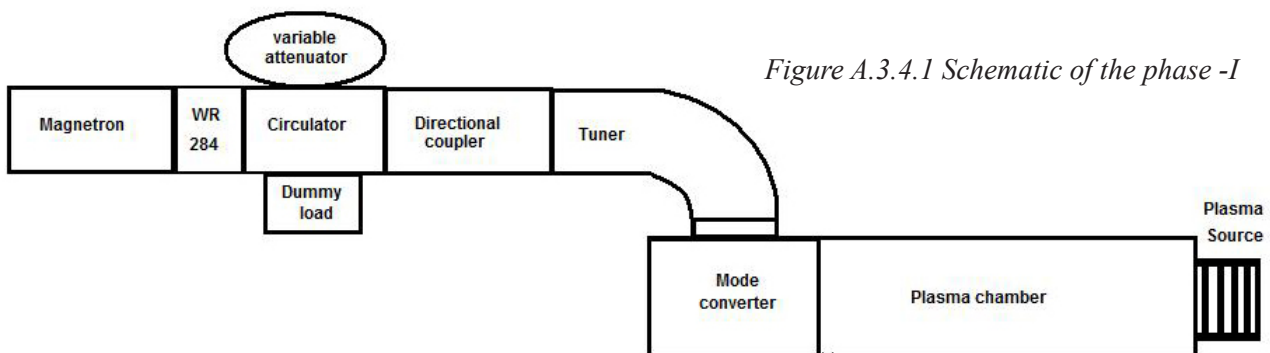 variable
attenuator
Figure A.3.4.1 Schematic of the phase -I
Magnetron
WR
284
Circulator
Directional
coupler
Tuner
Dummy
load
Plasma
Source
Mode
converter
Plasma chamber